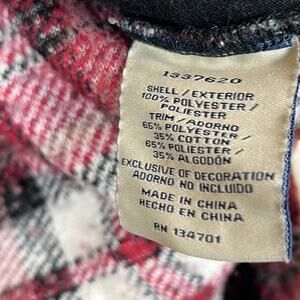 1337620
SHELL / EXTERIOR
100% POLYESTER /
POLIESTER
TRIM / ADORNO
65% POLYESTER /
35% COTTON /
65% POLIESTER /
35% ALGODÓN
EXCLUSIVE OF DECORATION
ADORNO NO INCLUIDO
MADE IN CHINA
HECHO EN CHINA
RN 134701